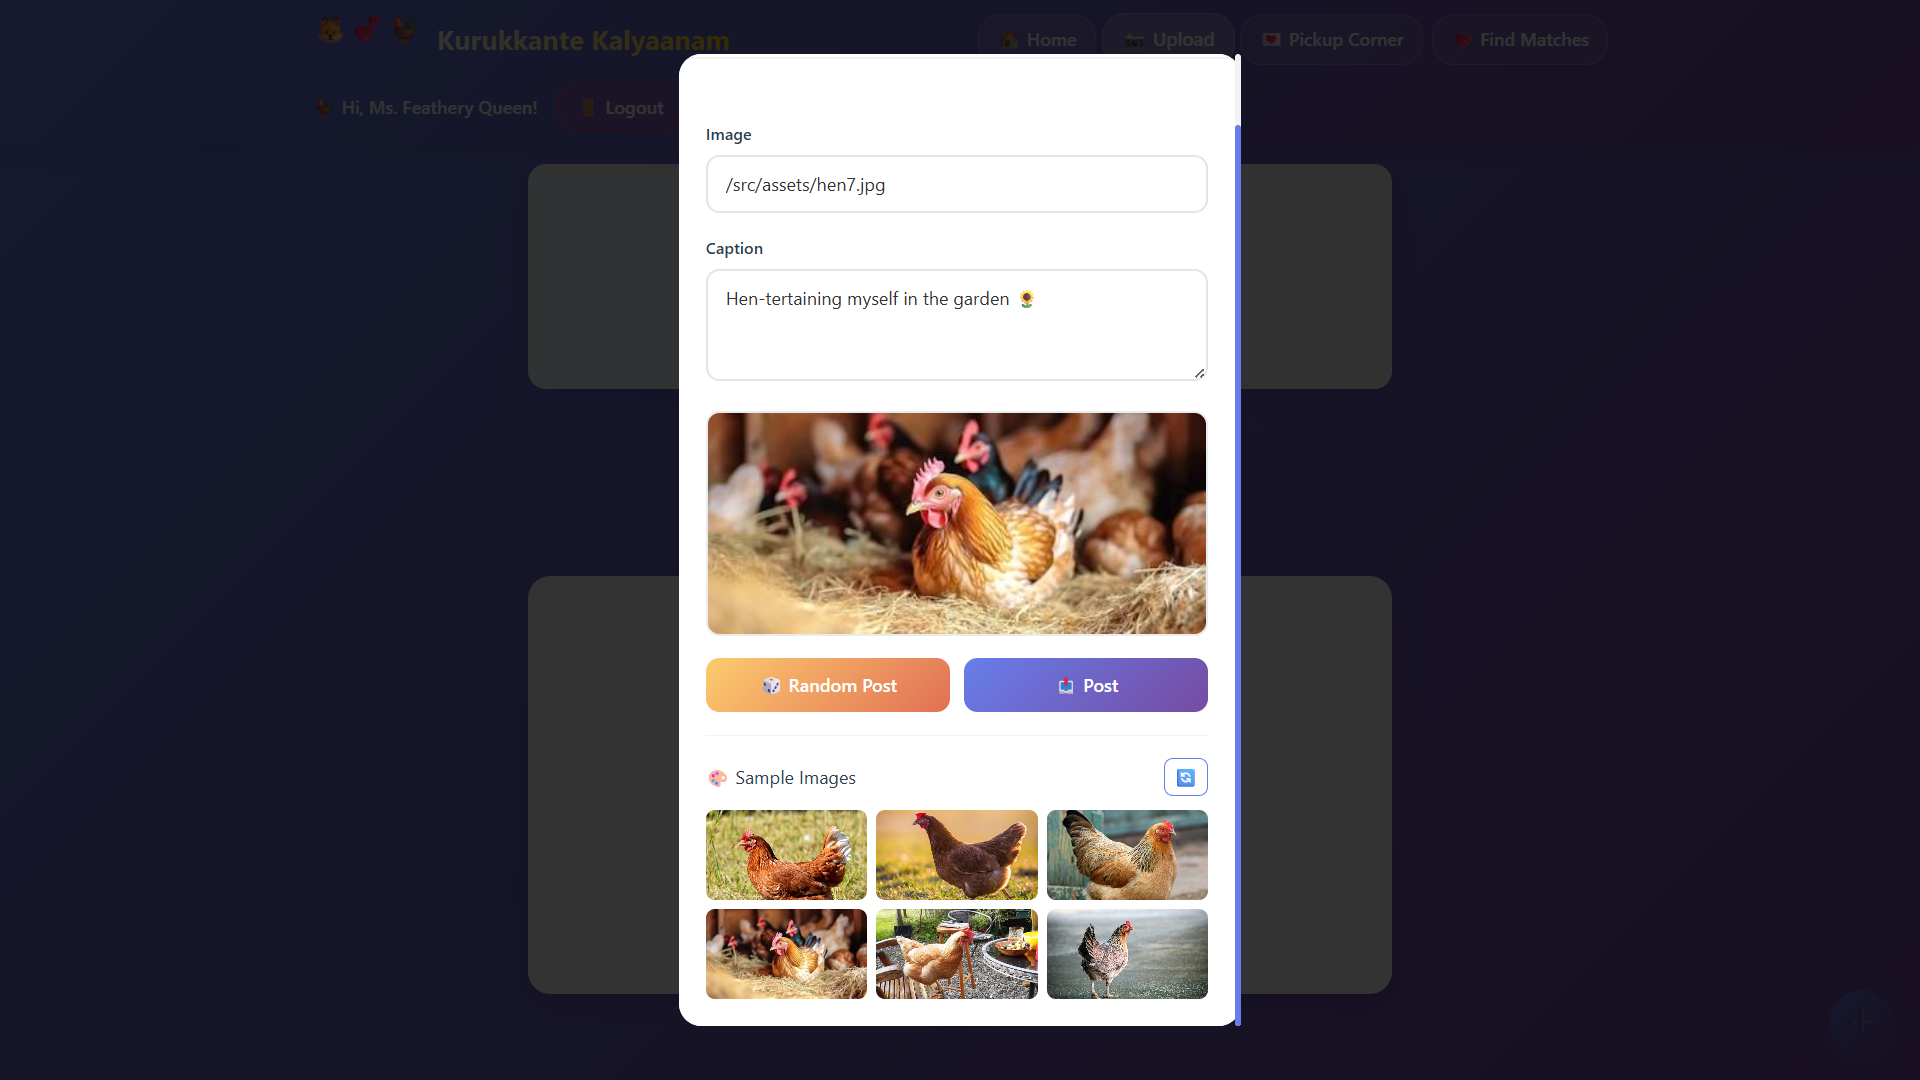 Kurukkante Kalyaanam
Home
Upload
Pickup Corner
Find Matches
Hi, Ms. Feathery Queen!
Logout
Image
/src/assets/hen7.jpg
Caption
Hen-tertaining myself in the garden 🌻
Random Post
Post
Sample Images